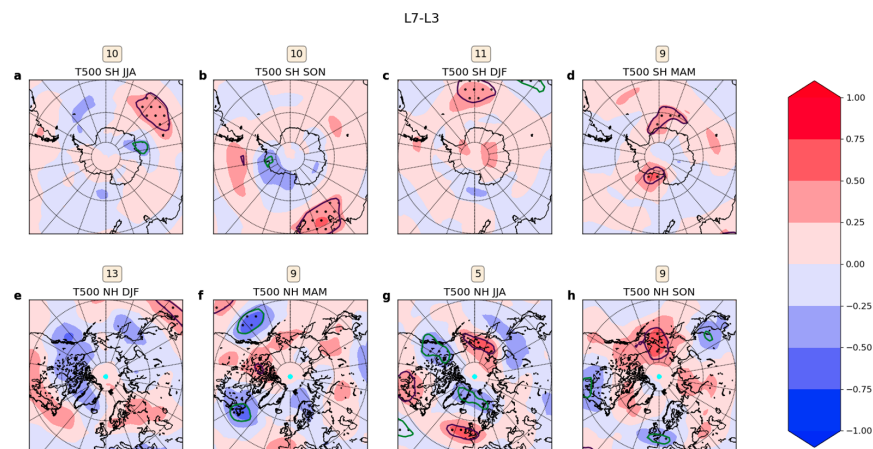 L7-L3
10
10
11
9
a
T500 SH JJA
b
T500 SH SON
c
T500 SH DJF
d
T500 SH MAM
1.00
0.75
0.50
0.25
0.00
−0.25
−0.50
−0.75
−1.00
13
9
5
9
e
T500 NH DJF
f
T500 NH MAM
g
T500 NH JJA
h
T500 NH SON